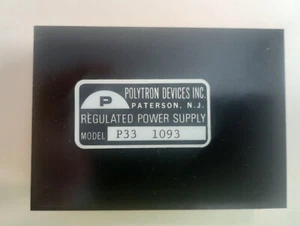 POLYTRON DEVICES INC.
P
PATERSON, N.J.
REGULATED POWER SUPPLY
MODEL P33 1093